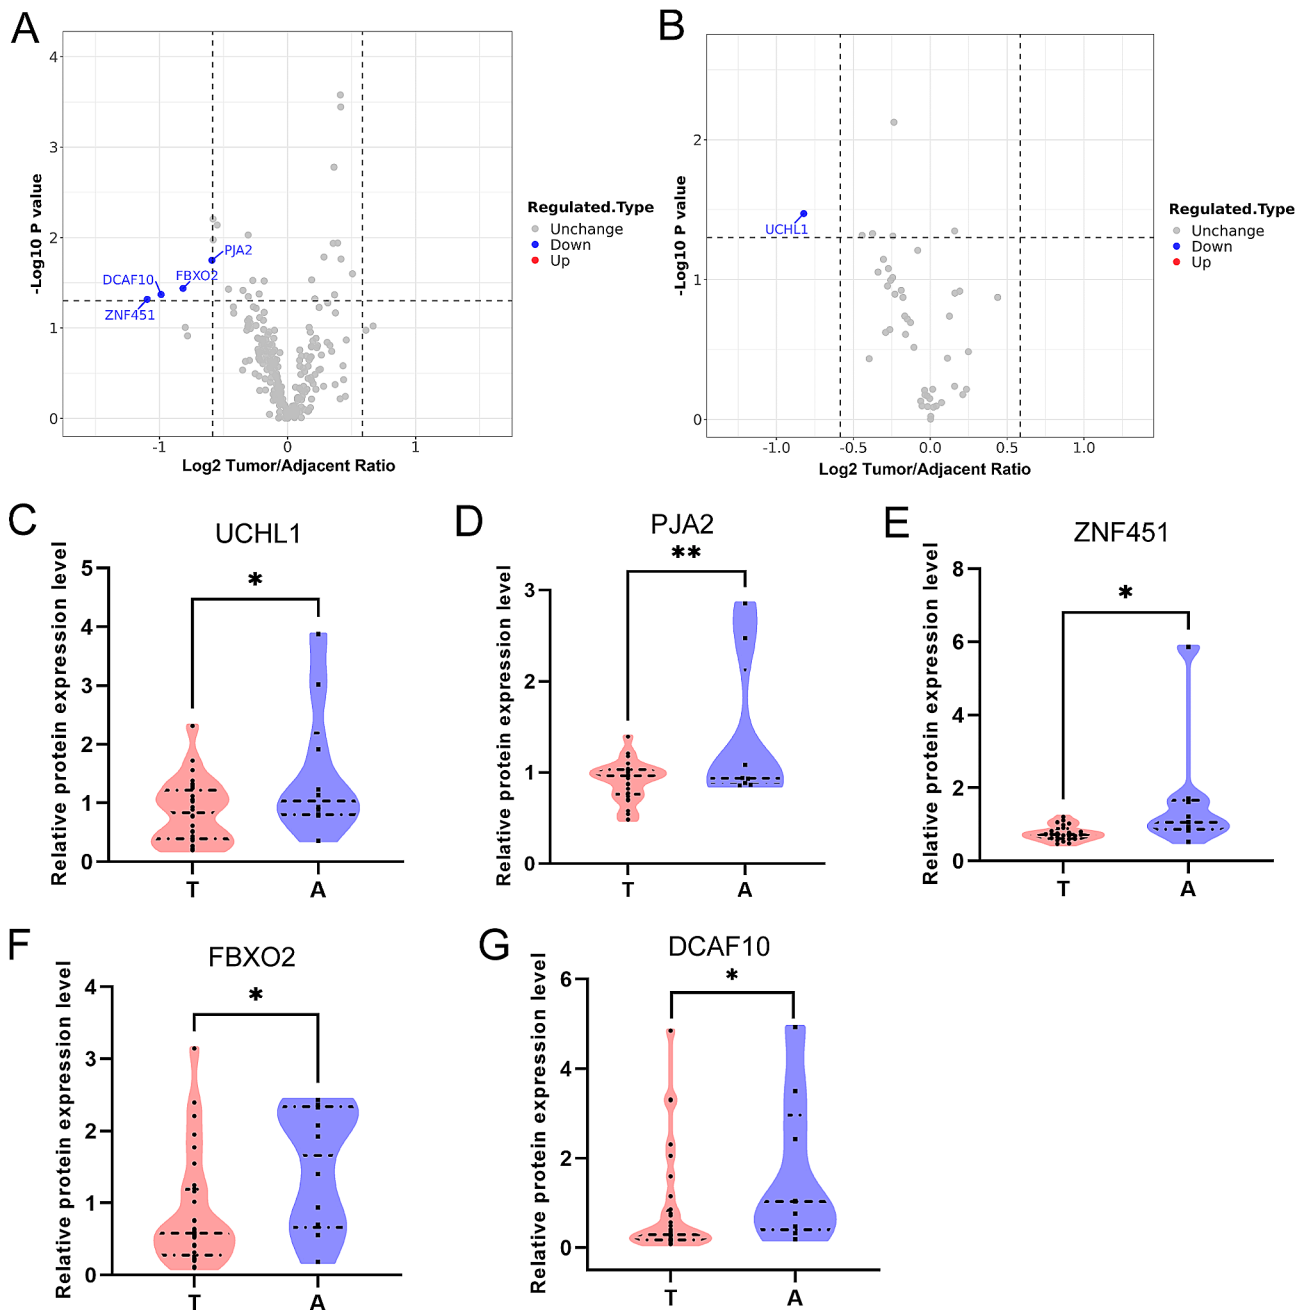 A
4
3
2
1
0
-1
0
1
-Log10 P value
Log2 Tumor/Adjacent Ratio
PJA2
FBXO2
DCAF10
ZNF451
Regulated.Type
Unchange
Down
Up
B
2
1
0
-1.0
-0.5
0.0
0.5
1.0
-Log10 P value
Log2 Tumor/Adjacent Ratio
UCHL1
Regulated.Type
Unchange
Down
Up
C
UCHL1
*
5
4
3
2
1
0
Relative protein expression level
T
A
D
PJA2
**
3
2
1
0
Relative protein expression level
T
A
E
ZNF451
*
8
6
4
2
0
Relative protein expression level
T
A
F
FBXO2
*
4
3
2
1
0
Relative protein expression level
T
A
G
DCAF10
*
6
4
2
0
Relative protein expression level
T
A